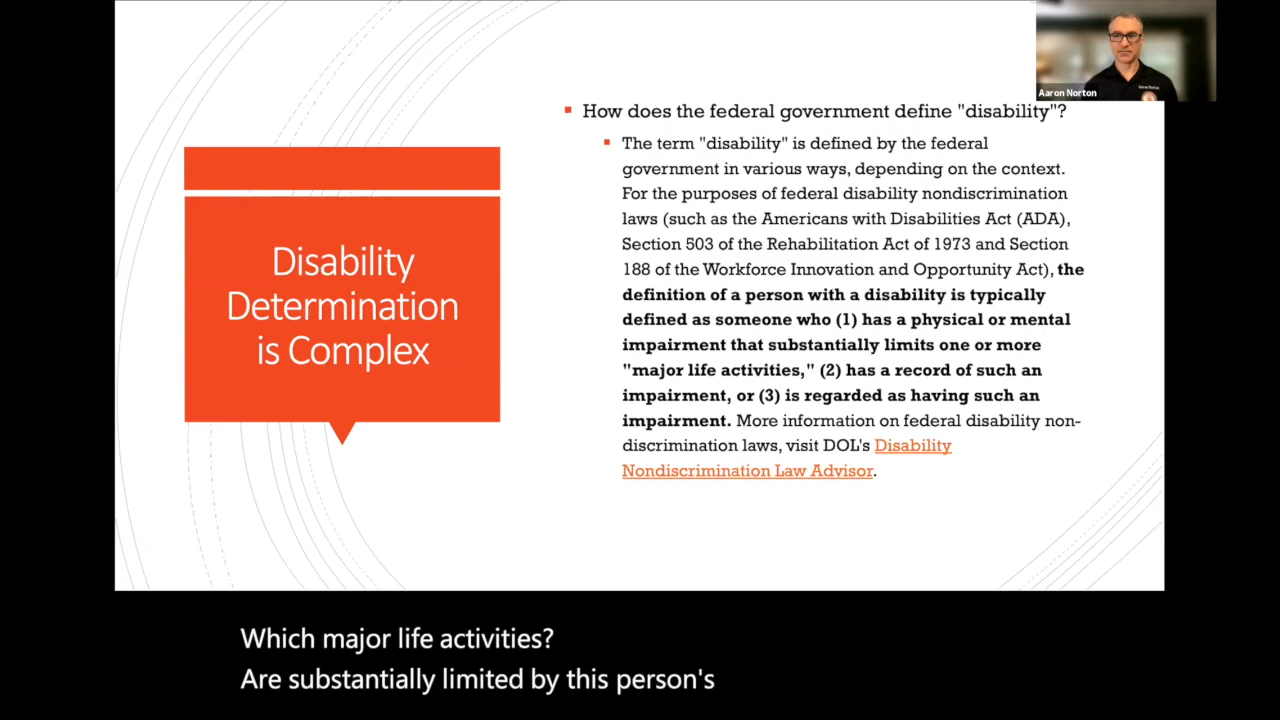 Aaron Norton
Disability
Determination
is Complex
How does the federal government define "disability"?
The term "disability" is defined by the federal
government in various ways, depending on the context.
For the purposes of federal disability nondiscrimination
laws (such as the Americans with Disabilities Act (ADA),
Section 503 of the Rehabilitation Act of 1973 and Section
188 of the Workforce Innovation and Opportunity Act), the
definition of a person with a disability is typically
defined as someone who (1) has a physical or mental
impairment that substantially limits one or more
"major life activities," (2) has a record of such an
impairment, or (3) is regarded as having such an
impairment. More information on federal disability non-
discrimination laws, visit DOL's Disability
Nondiscrimination Law Advisor.
Which major life activities?
Are substantially limited by this person's